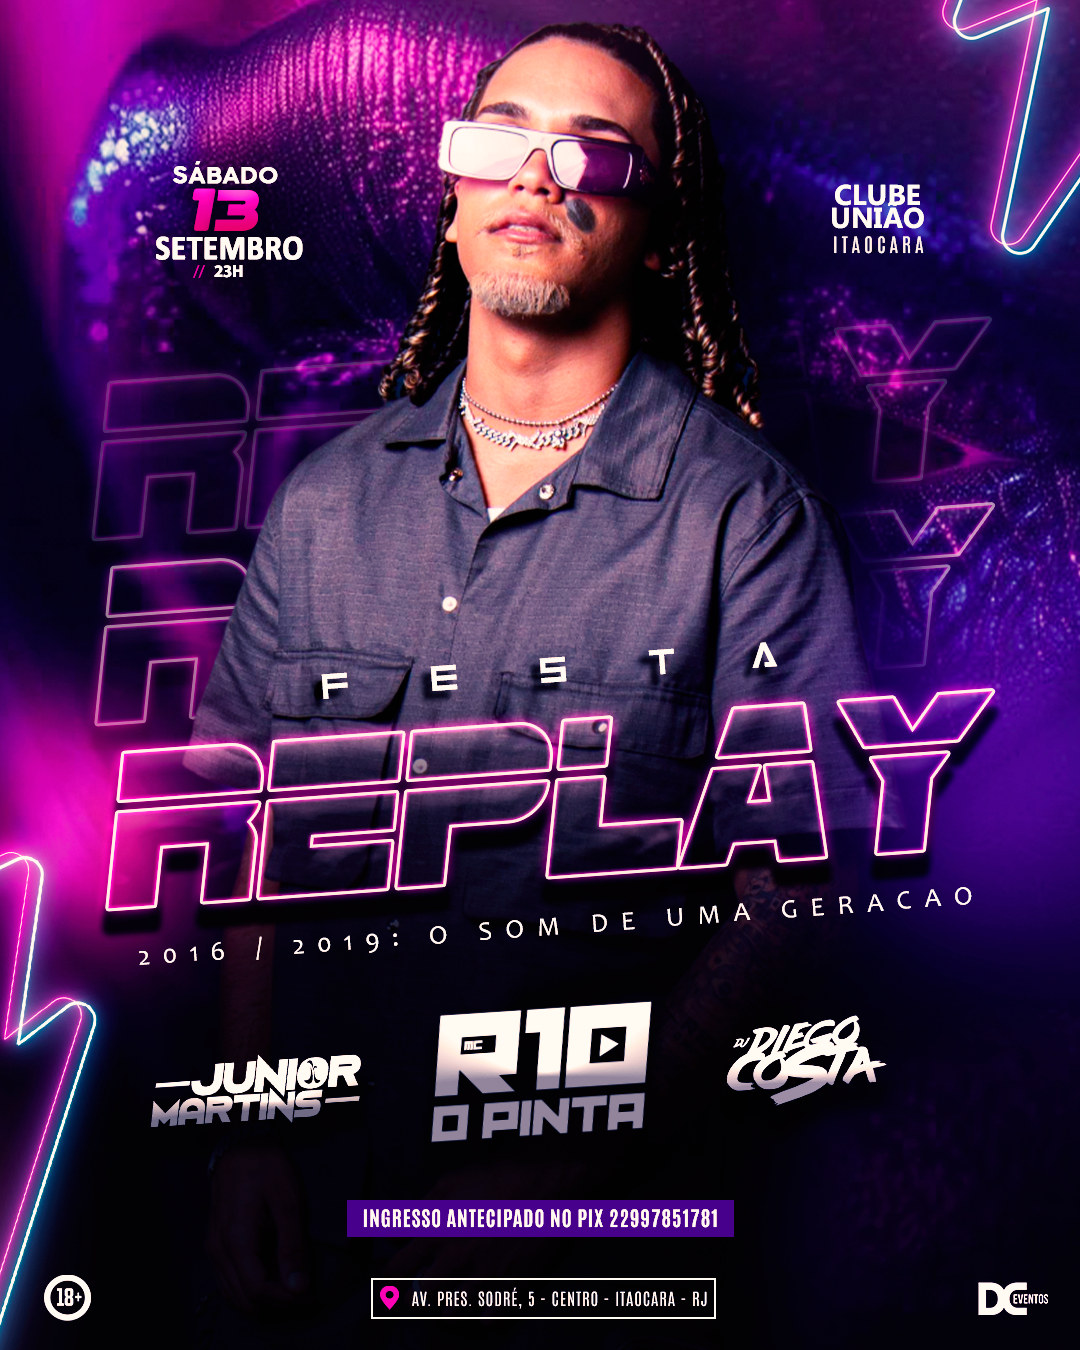 SÁBADO
13
SETEMBRO
// 23H
CLUBE
UNIÃO
ITAOCARA
RE Y
R Y
FESTA
REPLAY
2016 / 2019: O SOM DE UMA GERACAO
JUNIOR
MARTINS
MC R10
O PINTA
DJ DIEGO
COSTA
INGRESSO ANTECIPADO NO PIX 22997851781
18+
AV. PRES. SODRÉ, 5 - CENTRO - ITAOCARA - RJ
DC EVENTOS